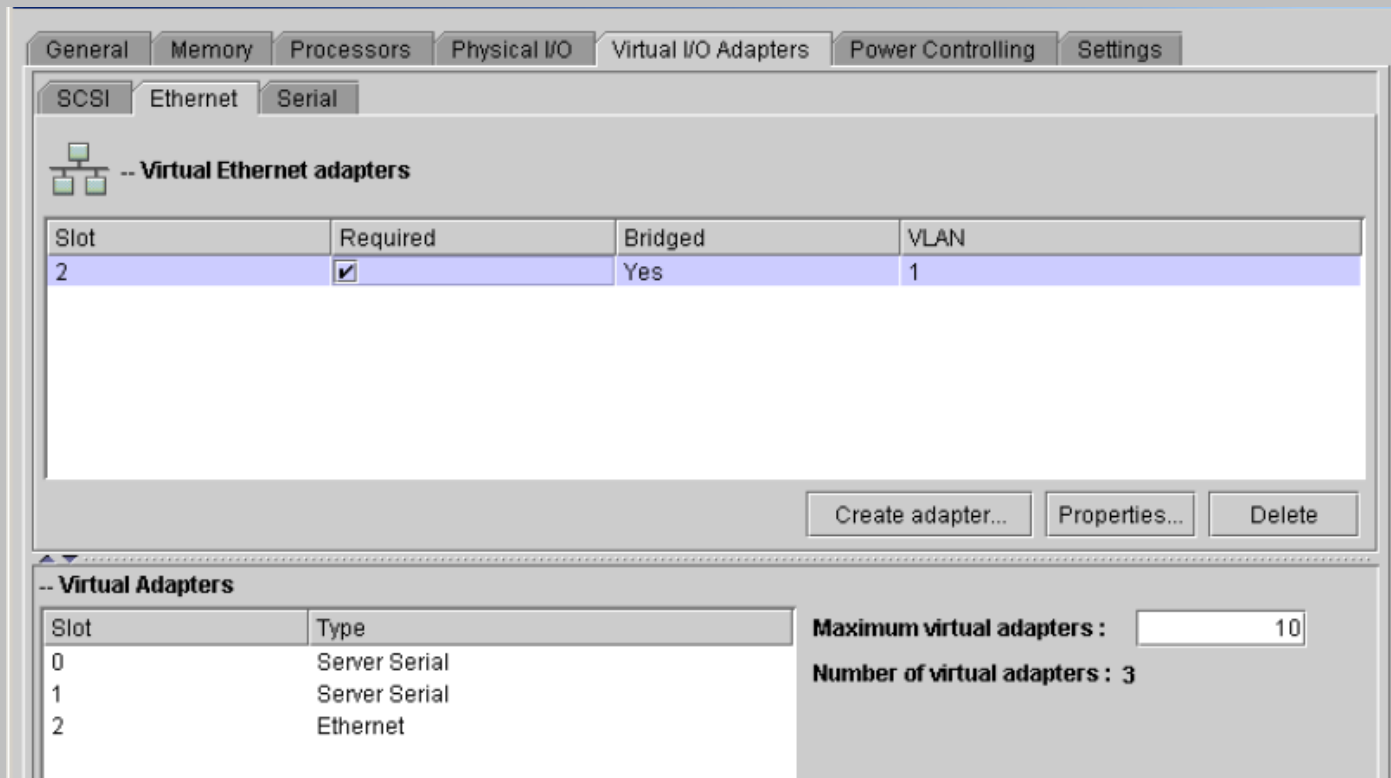 General Memory Processors Physical I/O Virtual I/O Adapters Power Controlling Settings
SCSI Ethernet Serial
-- Virtual Ethernet adapters
Slot Required Bridged VLAN
2 Yes 1
Create adapter... Properties... Delete
-- Virtual Adapters
Slot Type
0 Server Serial
1 Server Serial
2 Ethernet
Maximum virtual adapters : 10
Number of virtual adapters : 3